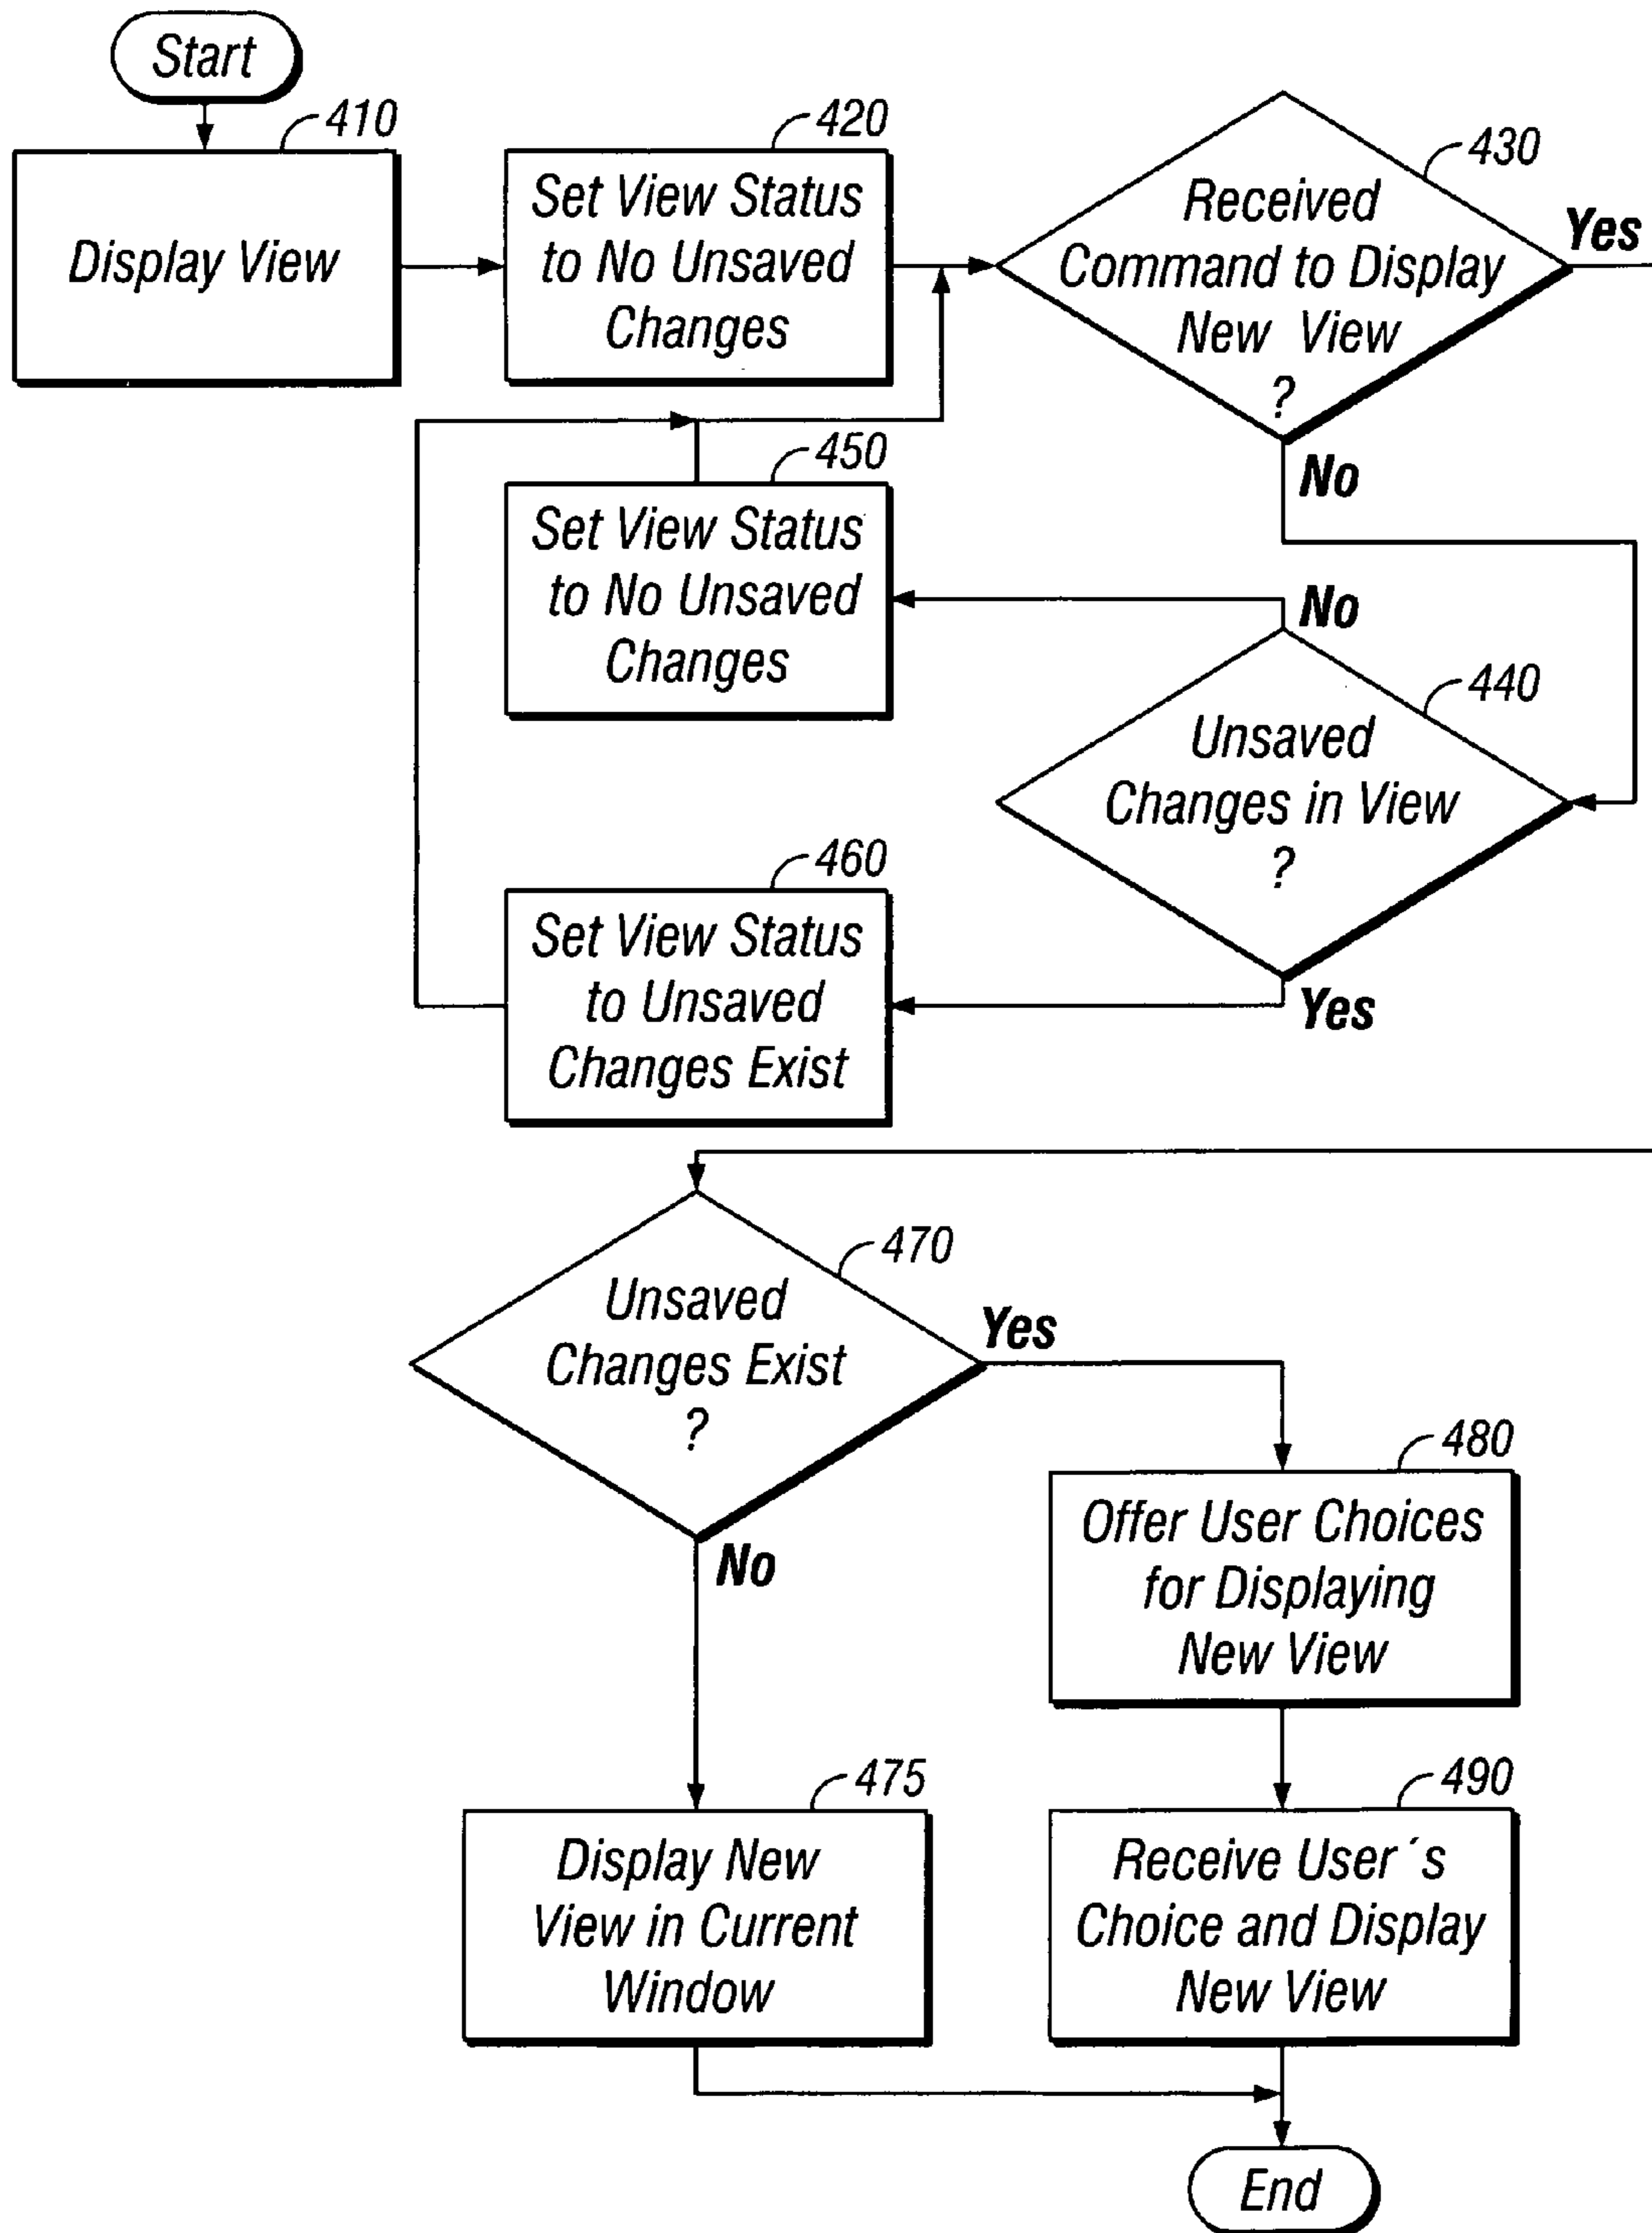 Start
410
Display View
420
Set View Status
to No Unsaved
Changes
430
Received
Command to Display
New View
?
Yes
No
450
Set View Status
to No Unsaved
Changes
No
440
Unsaved
Changes in View
?
Yes
460
Set View Status
to Unsaved
Changes Exist
470
Unsaved
Changes Exist
?
Yes
No
480
Offer User Choices
for Displaying
New View
475
Display New
View in Current
Window
490
Receive User´s
Choice and Display
New View
End